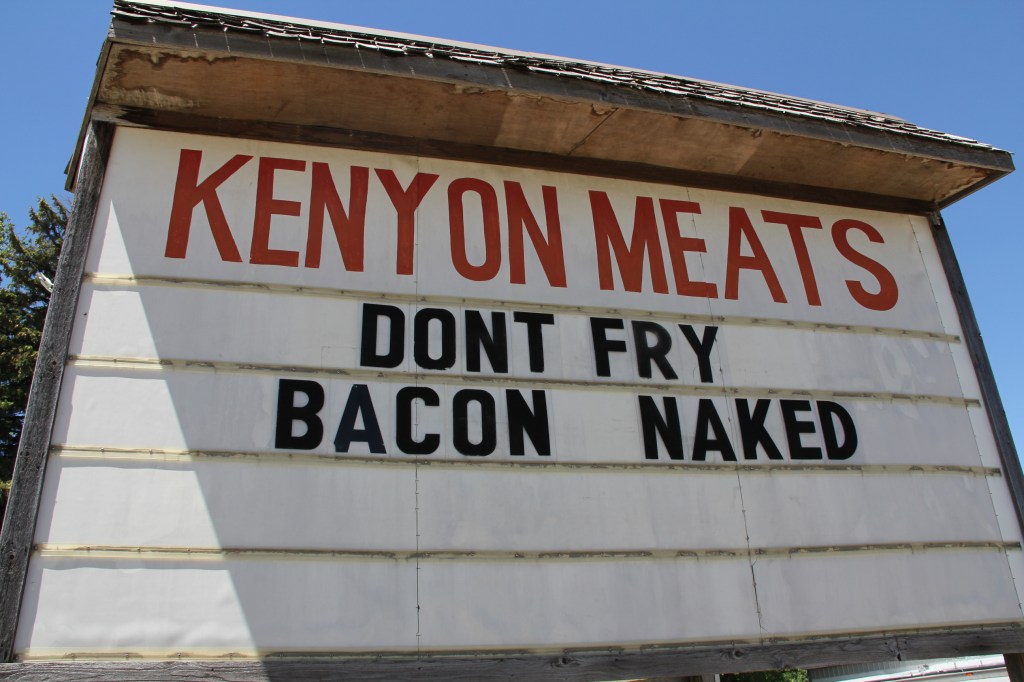 KENYON MEATS
DONT FRY
BACON NAKED